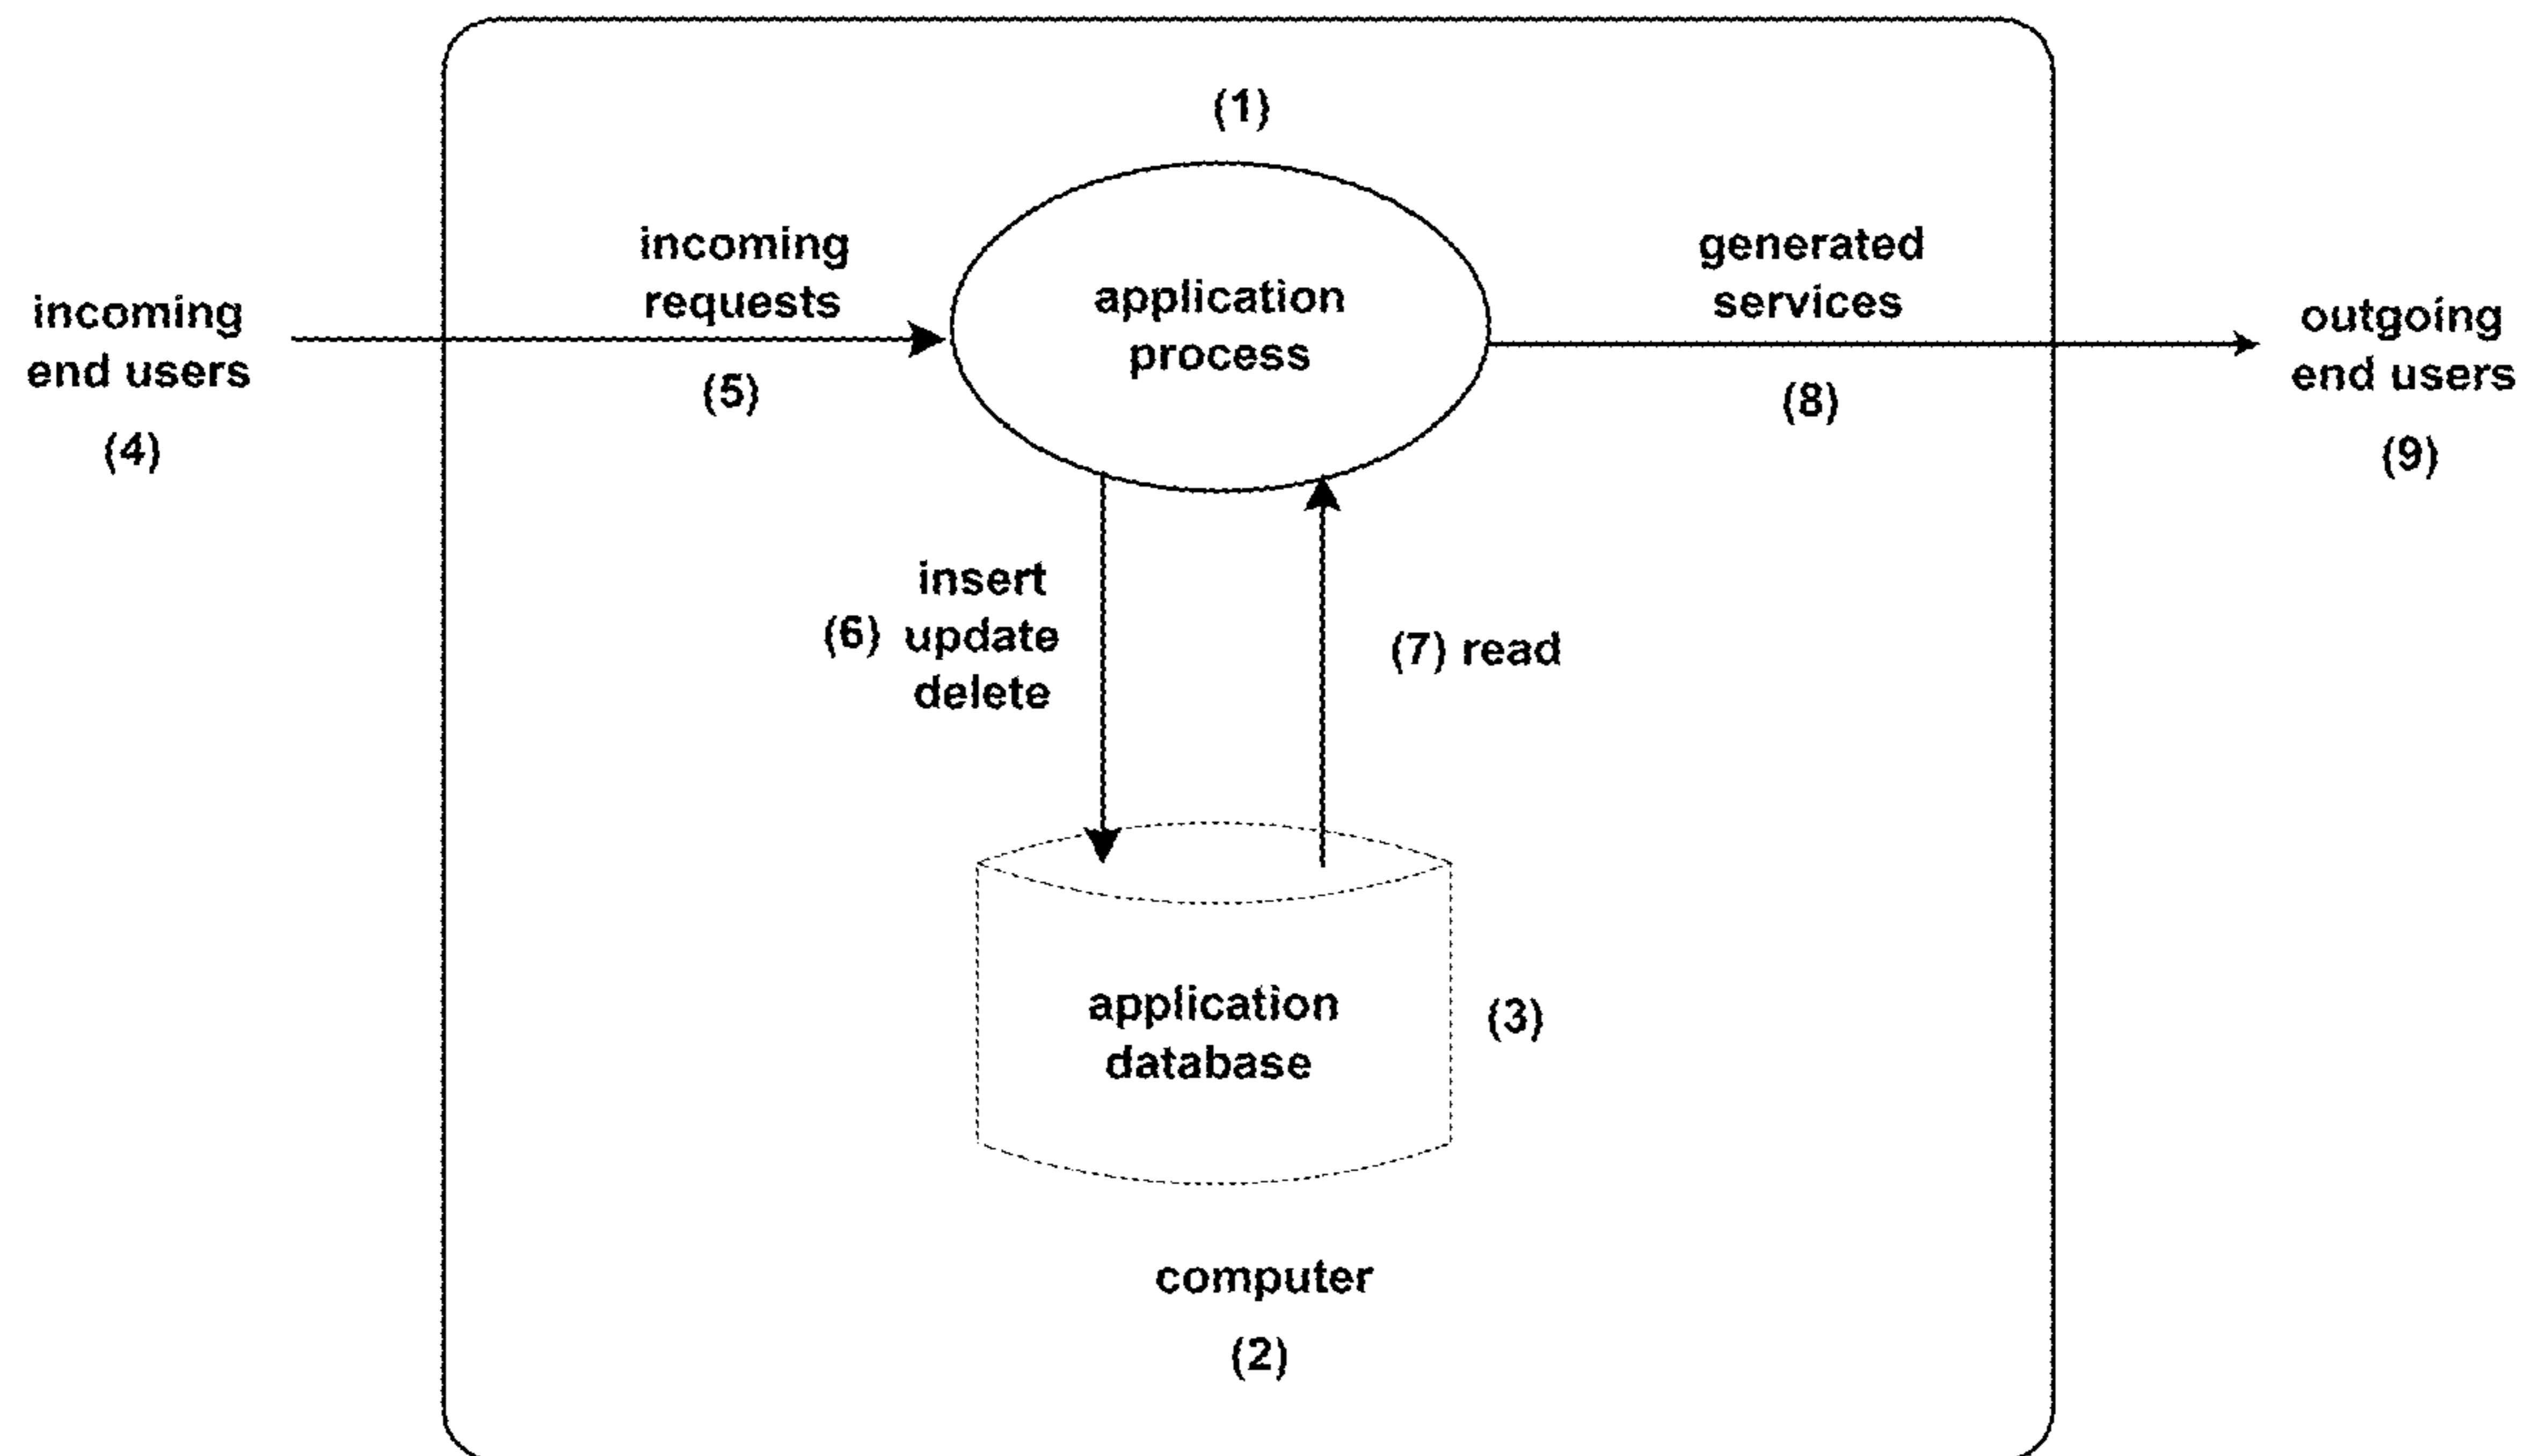 (1)
incoming
requests
(5)
application
process
generated
services
(8)
incoming
end users
(4)
outgoing
end users
(9)
insert
(6) update
delete
(7) read
application
database
(3)
computer
(2)